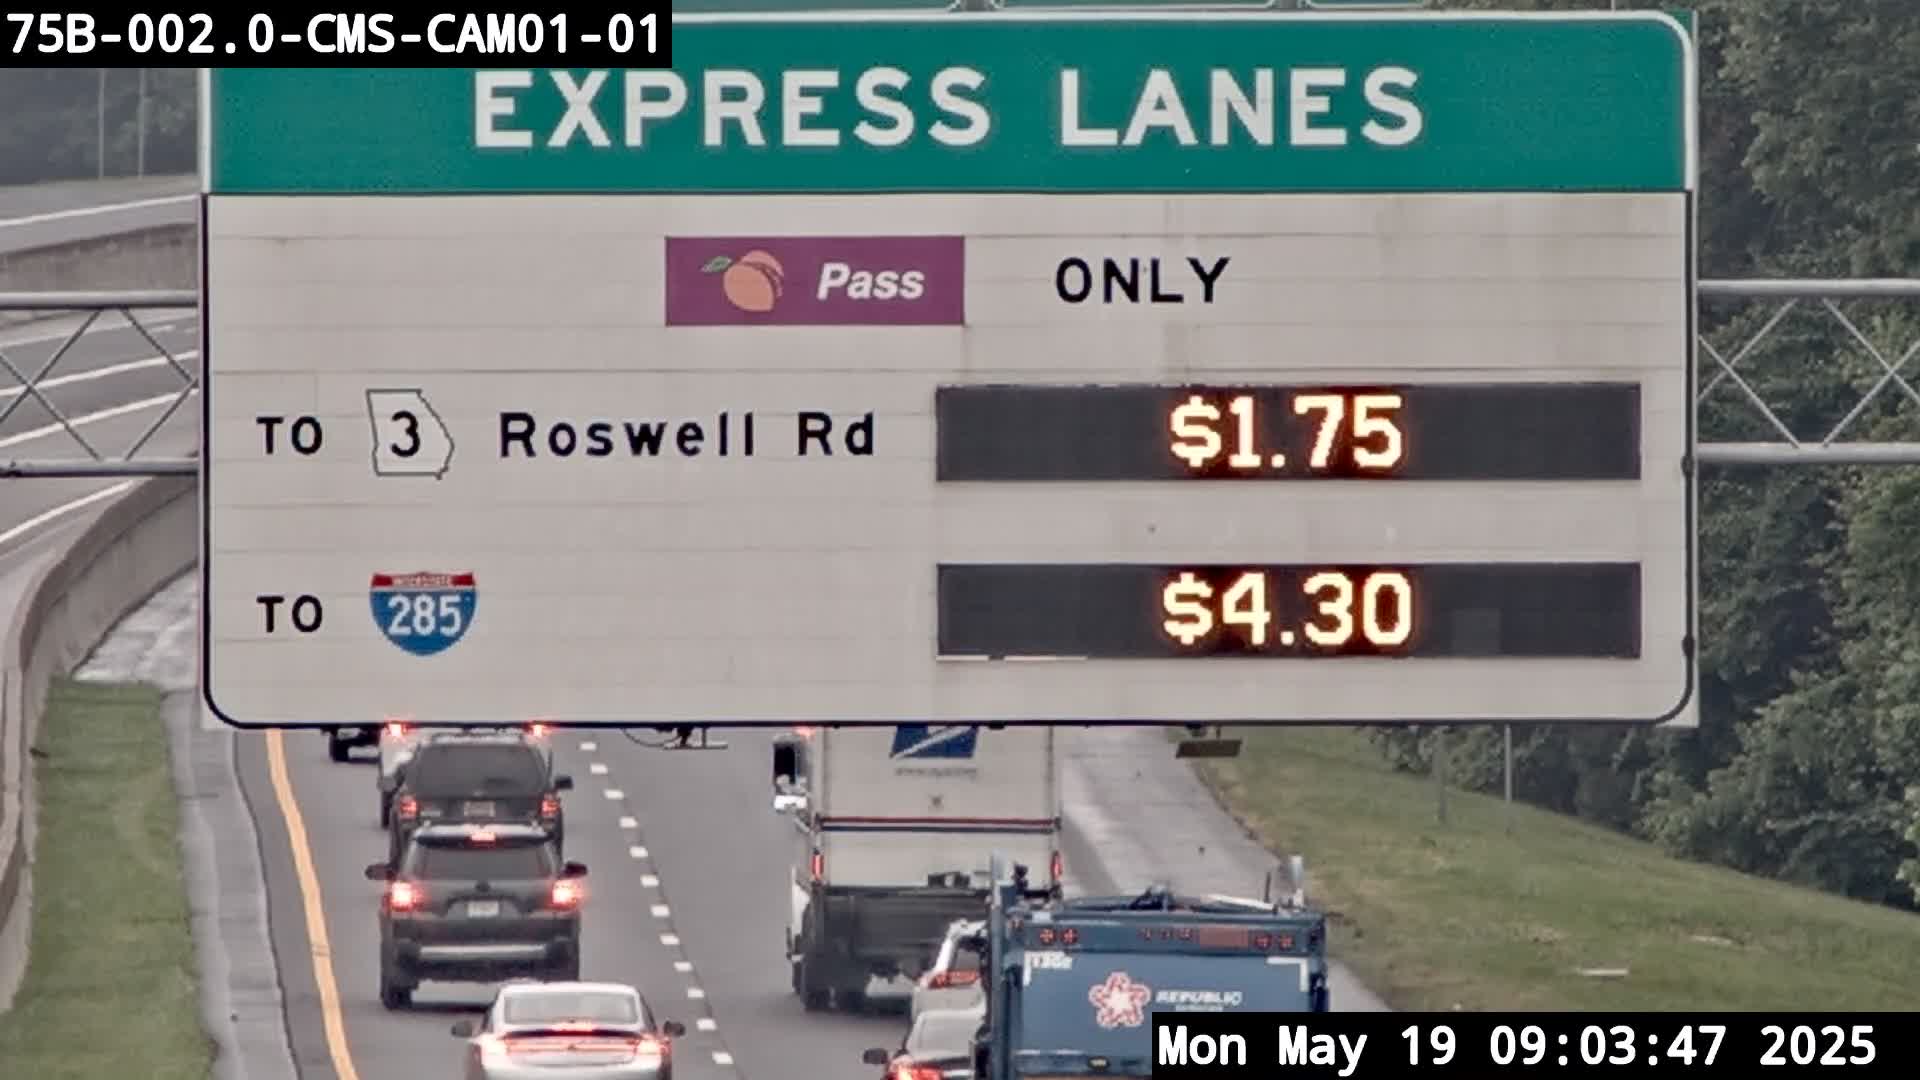 75B-002.0-CMS-CAM01-01
EXPRESS LANES
Pass ONLY
TO 3 Roswell Rd $1.75
TO INTERSTATE 285 $4.30
REPUBLIC
Mon May 19 09:03:47 2025